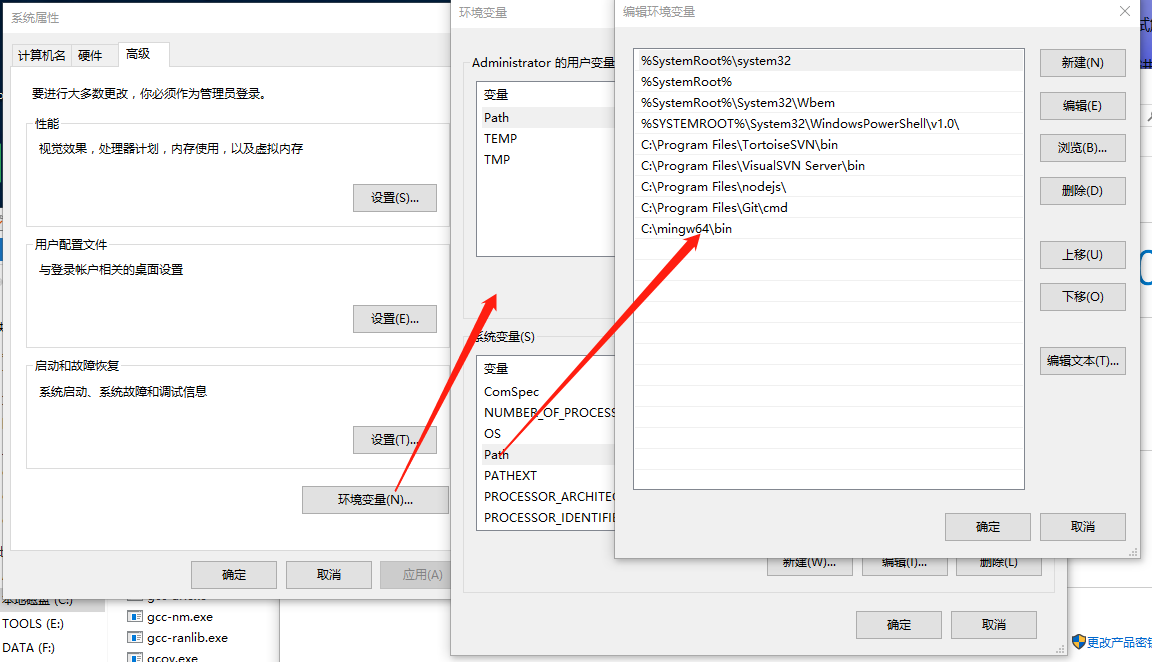 系统属性
计算机名
硬件
高级
要进行大多数更改，你必须作为管理员登录。
性能
视觉效果，处理器计划，内存使用，以及虚拟内存
设置(S)...
用户配置文件
与登录帐户相关的桌面设置
设置(E)...
启动和故障恢复
系统启动、系统故障和调试信息
设置(T)...
环境变量(N)...
确定
取消
应用(A)
环境变量
Administrator 的用户变量
变量
Path
TEMP
TMP
系统变量(S)
变量
ComSpec
NUMBER_OF_PROCESS
OS
Path
PATHEXT
PROCESSOR_ARCHITEC
PROCESSOR_IDENTIFIE
新建(W)...
编辑(I)...
删除(L)
确定
取消
编辑环境变量
%SystemRoot%\system32
%SystemRoot%
%SystemRoot%\System32\Wbem
%SYSTEMROOT%\System32\WindowsPowerShell\v1.0\
C:\Program Files\TortoiseSVN\bin
C:\Program Files\VisualSVN Server\bin
C:\Program Files\nodejs\
C:\Program Files\Git\cmd
C:\mingw64\bin
新建(N)
编辑(E)
浏览(B)...
删除(D)
上移(U)
下移(O)
编辑文本(T)...
确定
取消
本地磁盘 (C:)
TOOLS (E:)
DATA (F:)
gcc-nm.exe
gcc-ranlib.exe
gcov.exe
更改产品密钥